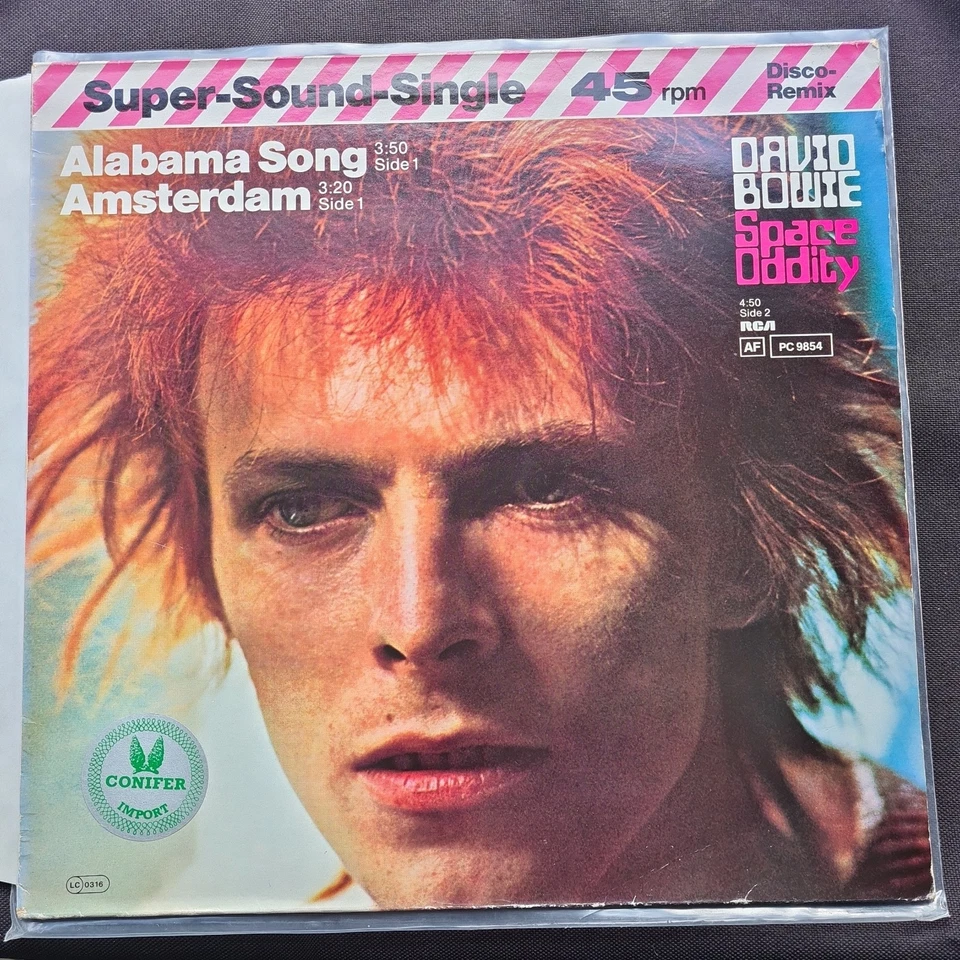 Super-Sound-Single 45 rpm
Disco-
Remix
Alabama Song 3:50 Side 1
Amsterdam 3:20 Side 1
DAVID
BOWIE
Space
Oddity
4:50
Side 2
RCA
AF PC 9854
CONIFER
IMPORT
LC 0316